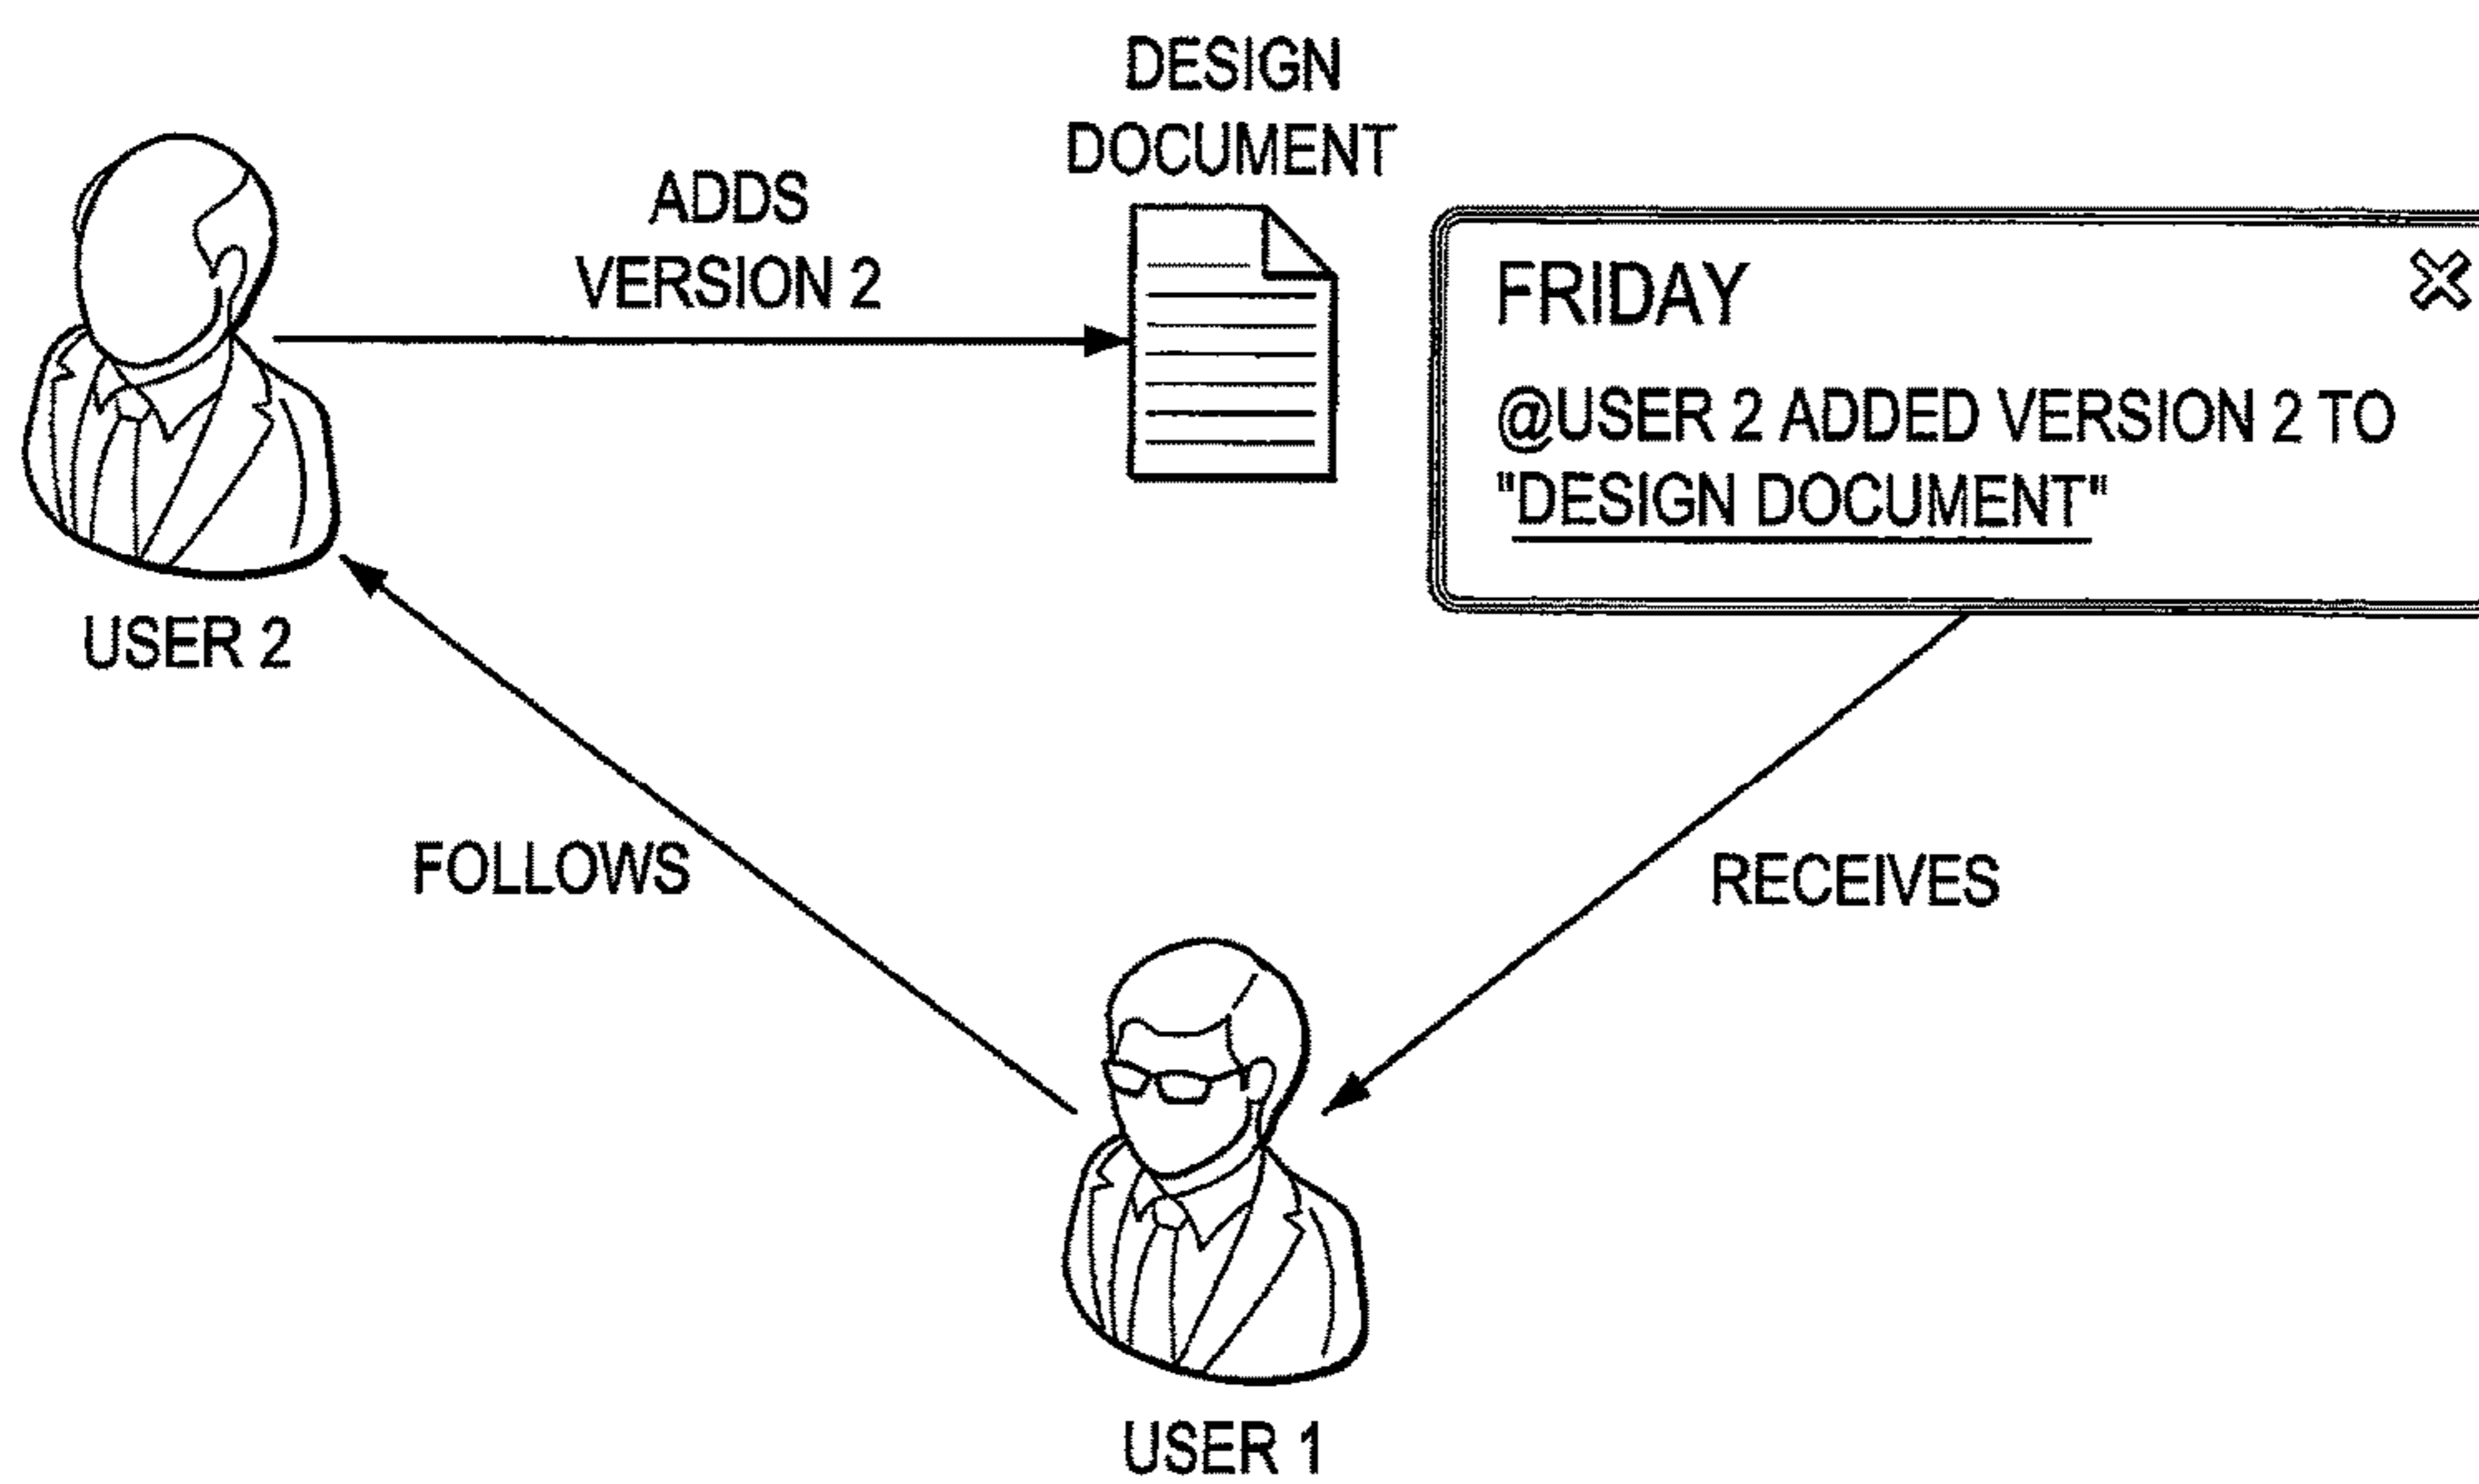 DESIGN
DOCUMENT
ADDS
VERSION 2
FRIDAY
@USER 2 ADDED VERSION 2 TO
"DESIGN DOCUMENT"
USER 2
FOLLOWS
RECEIVES
USER 1